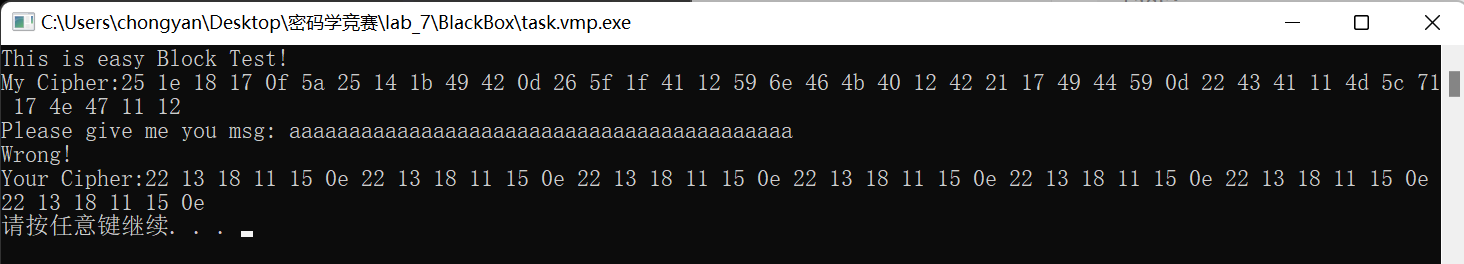 C:\Users\chongyan\Desktop\密码学竞赛\lab_7\BlackBox\task.vmp.exe
This is easy Block Test!
My Cipher:25 1e 18 17 0f 5a 25 14 1b 49 42 0d 26 5f 1f 41 12 59 6e 46 4b 40 12 42 21 17 49 44 59 0d 22 43 41 11 4d 5c 71
17 4e 47 11 12
Please give me you msg: aaaaaaaaaaaaaaaaaaaaaaaaaaaaaaaaaaaaaaaaaa
Wrong!
Your Cipher:22 13 18 11 15 0e 22 13 18 11 15 0e 22 13 18 11 15 0e 22 13 18 11 15 0e 22 13 18 11 15 0e 22 13 18 11 15 0e
22 13 18 11 15 0e
请按任意键继续. . .